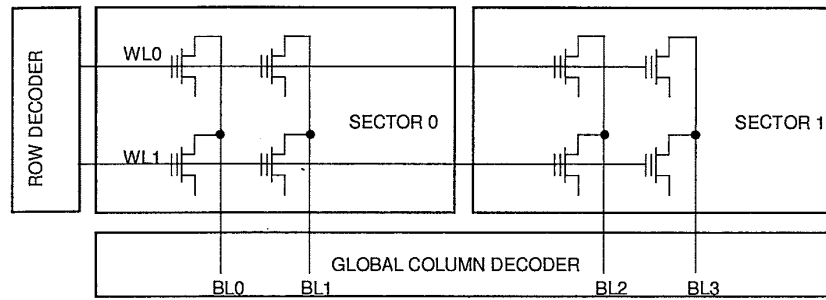 ROW DECODER
WL0
SECTOR 0
SECTOR 1
WL1
GLOBAL COLUMN DECODER
BL0 BL1 BL2 BL3